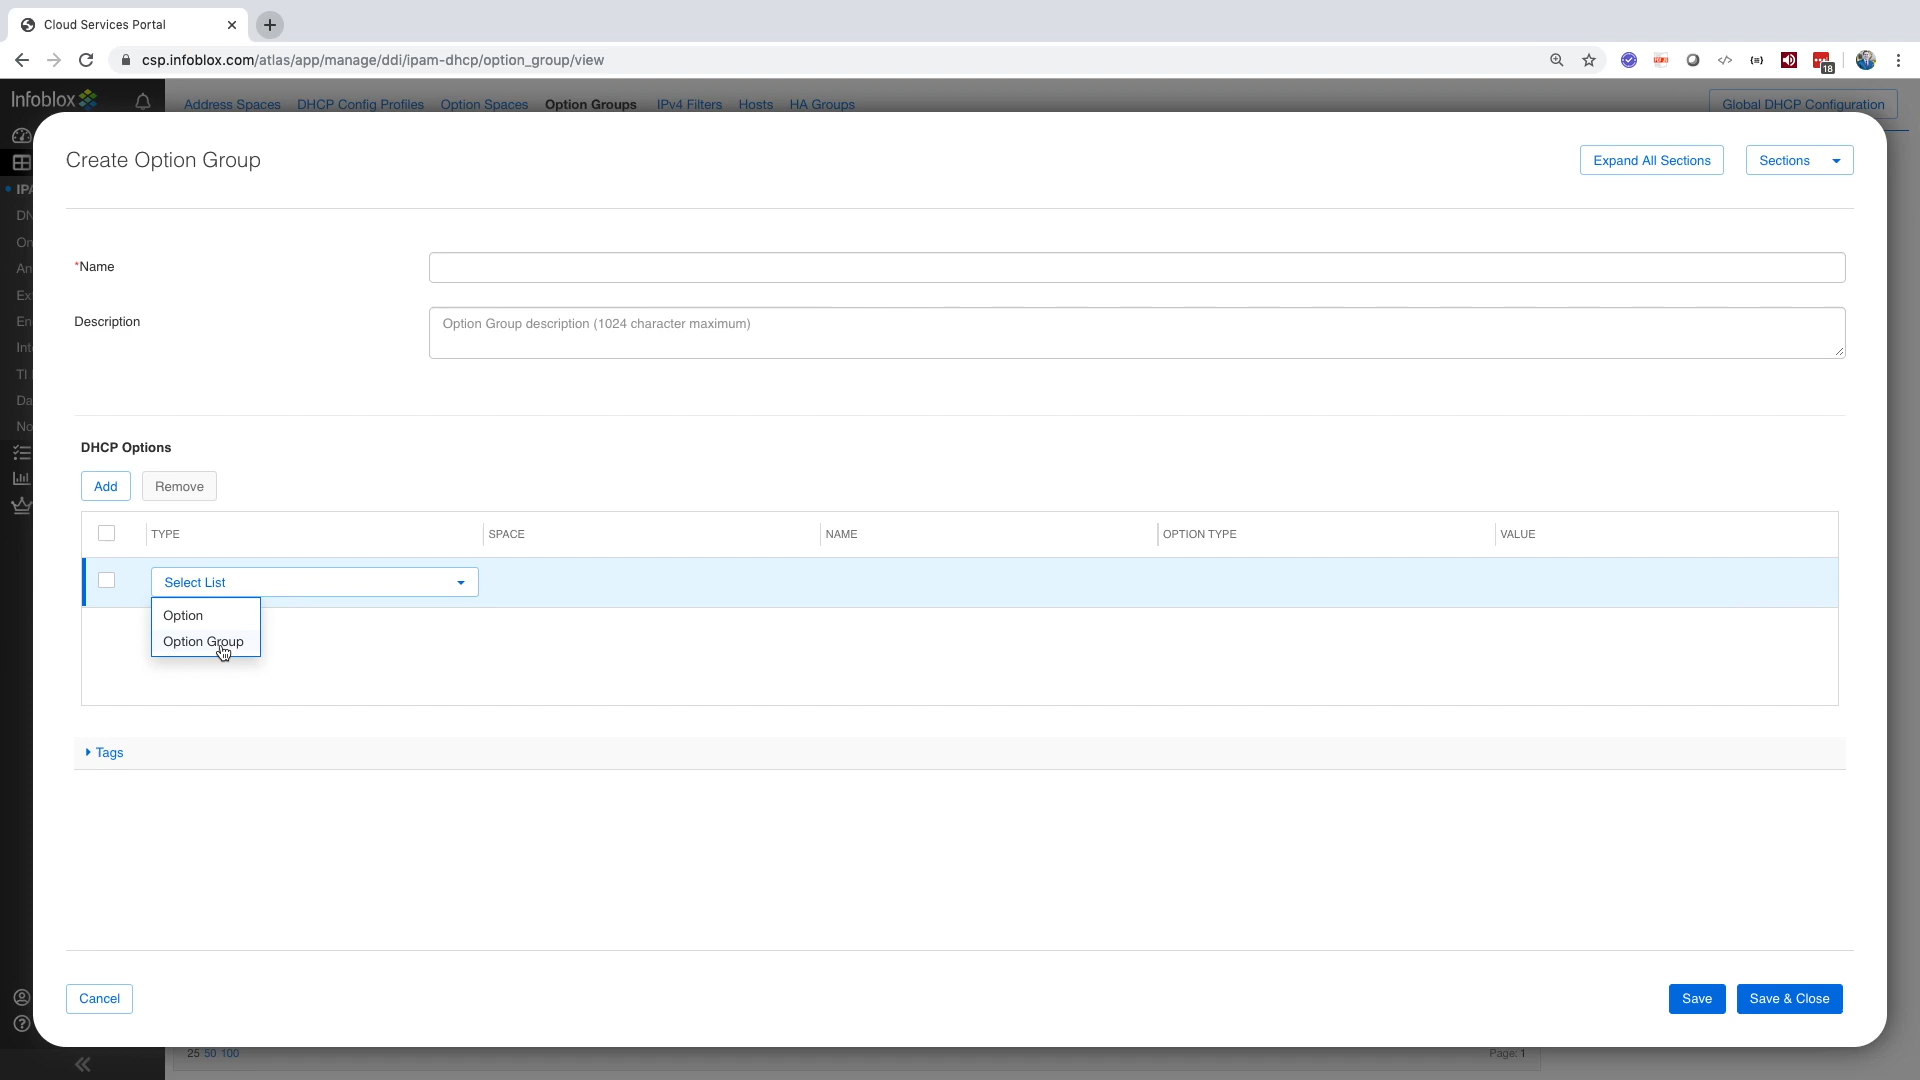 Cloud Services Portal
csp.infoblox.com/atlas/app/manage/ddi/ipam-dhcp/option_group/view
18
Infoblox
Address Spaces DHCP Config Profiles Option Spaces Option Groups IPv4 Filters Hosts HA Groups
Global DHCP Configuration
Create Option Group
Expand All Sections
Sections
IPA
DN
On
An
Ex
En
Int
TI
Da
No
*Name
Description
Option Group description (1024 character maximum)
DHCP Options
Add
Remove
TYPE SPACE NAME OPTION TYPE VALUE
Select List
Option
Option Group
Tags
Cancel
Save
Save & Close
25 50 100
Page: 1